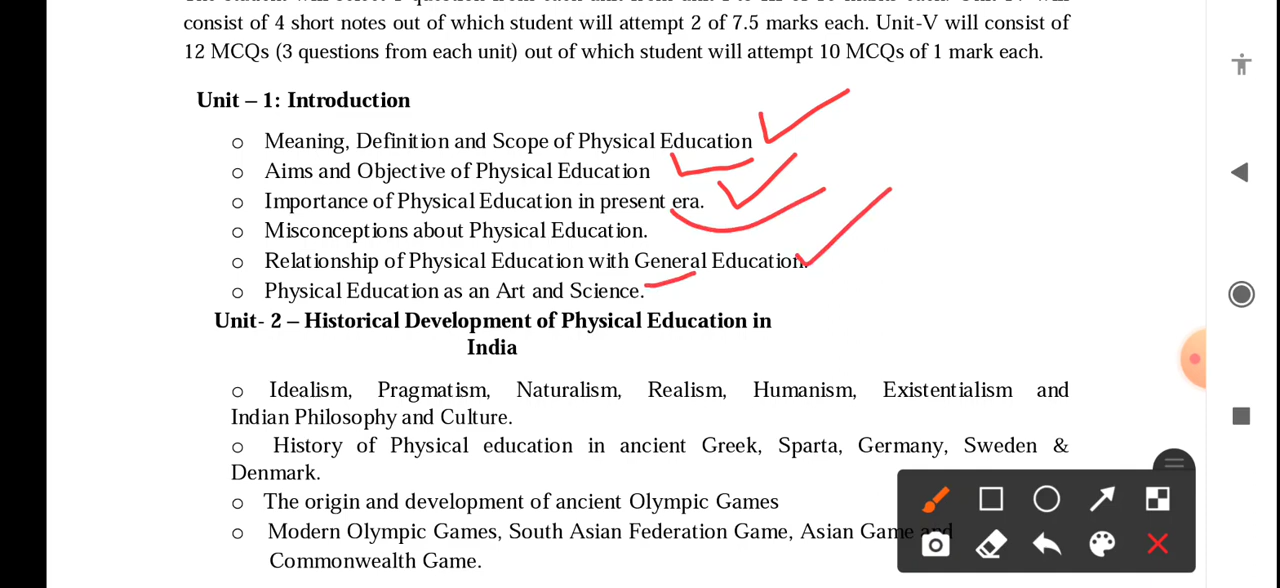 consist of 4 short notes out of which student will attempt 2 of 7.5 marks each. Unit-V will consist of
12 MCQs (3 questions from each unit) out of which student will attempt 10 MCQs of 1 mark each.
Unit – 1: Introduction
o Meaning, Definition and Scope of Physical Education
o Aims and Objective of Physical Education
o Importance of Physical Education in present era.
o Misconceptions about Physical Education.
o Relationship of Physical Education with General Education.
o Physical Education as an Art and Science.
Unit- 2 – Historical Development of Physical Education in
India
o Idealism, Pragmatism, Naturalism, Realism, Humanism, Existentialism and
Indian Philosophy and Culture.
o History of Physical education in ancient Greek, Sparta, Germany, Sweden &
Denmark.
o The origin and development of ancient Olympic Games
o Modern Olympic Games, South Asian Federation Game, Asian Game and
Commonwealth Game.